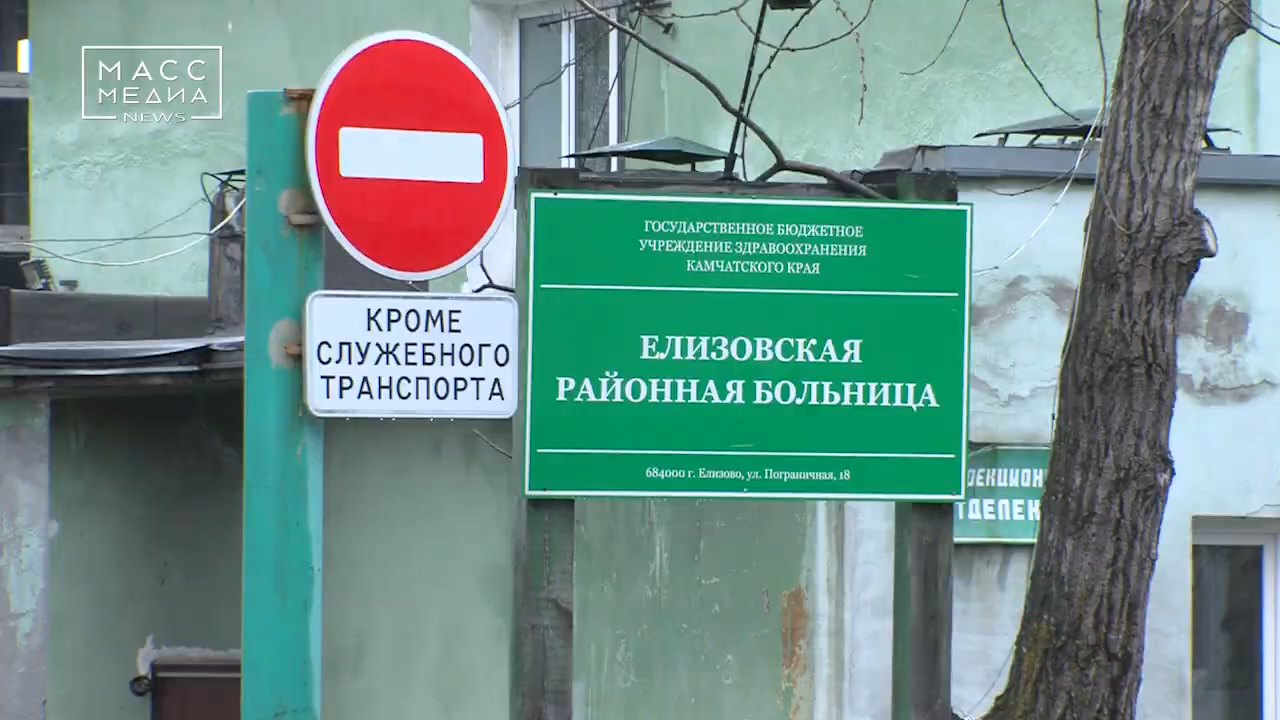 МАСС
МЕДИА
NEWS
КРОМЕ
СЛУЖЕБНОГО
ТРАНСПОРТА
ГОСУДАРСТВЕННОЕ БЮДЖЕТНОЕ
УЧРЕЖДЕНИЕ ЗДРАВООХРАНЕНИЯ
КАМЧАТСКОГО КРАЯ
ЕЛИЗОВСКАЯ
РАЙОННАЯ БОЛЬНИЦА
684000 г. Елизово, ул. Пограничная, 18